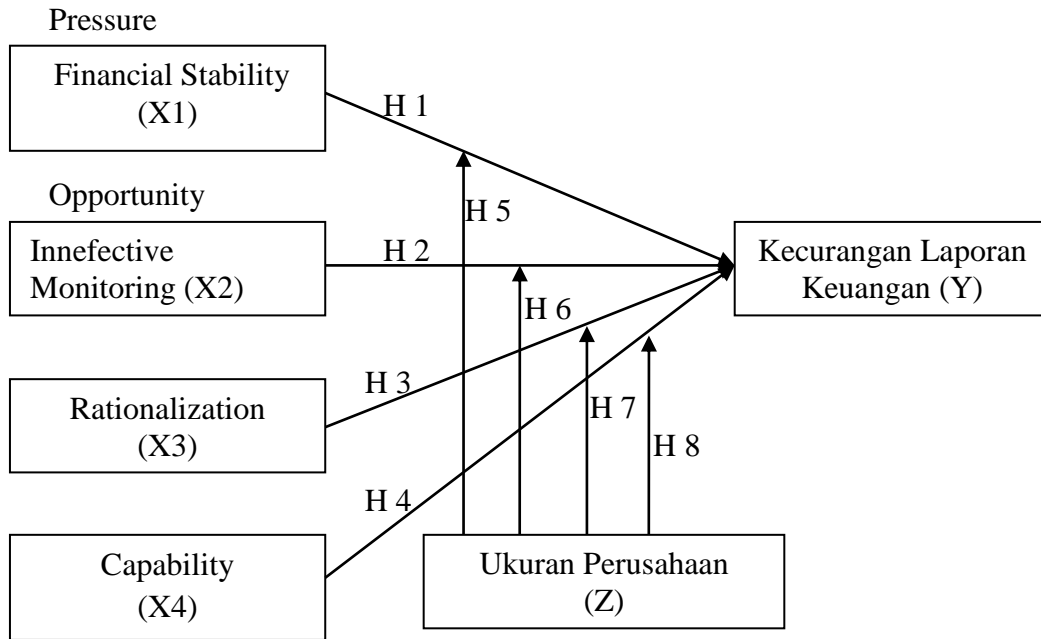 Pressure
Financial Stability
(X1)
H 1
Opportunity
H 5
Innefective
Monitoring (X2)
H 2
Kecurangan Laporan
Keuangan (Y)
H 6
Rationalization
(X3)
H 3
H 7
H 8
H 4
Capability
(X4)
Ukuran Perusahaan
(Z)